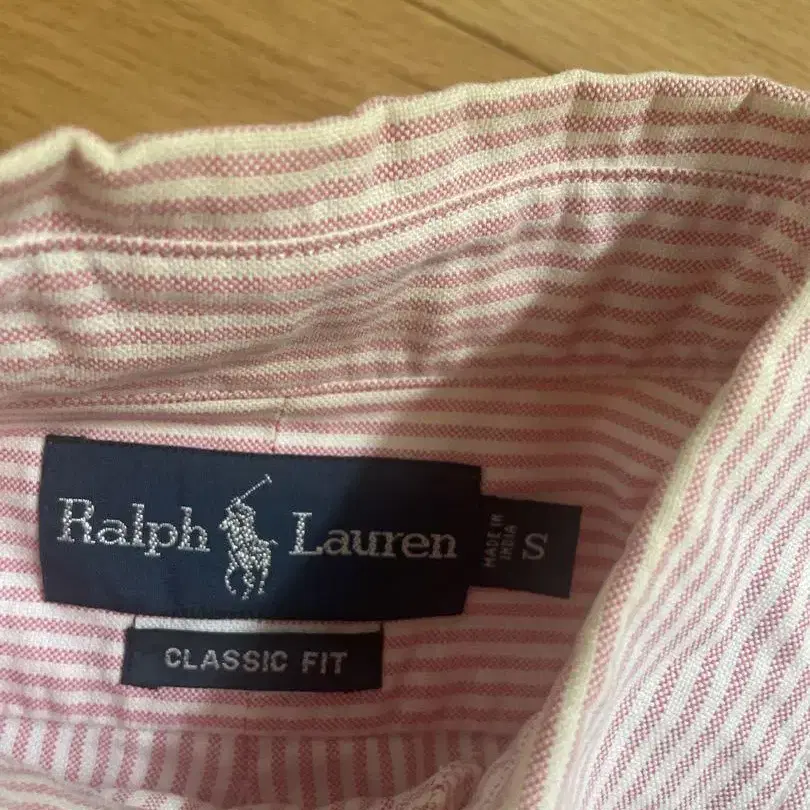 Ralph Lauren
MADE IN
INDIA
S
CLASSIC FIT